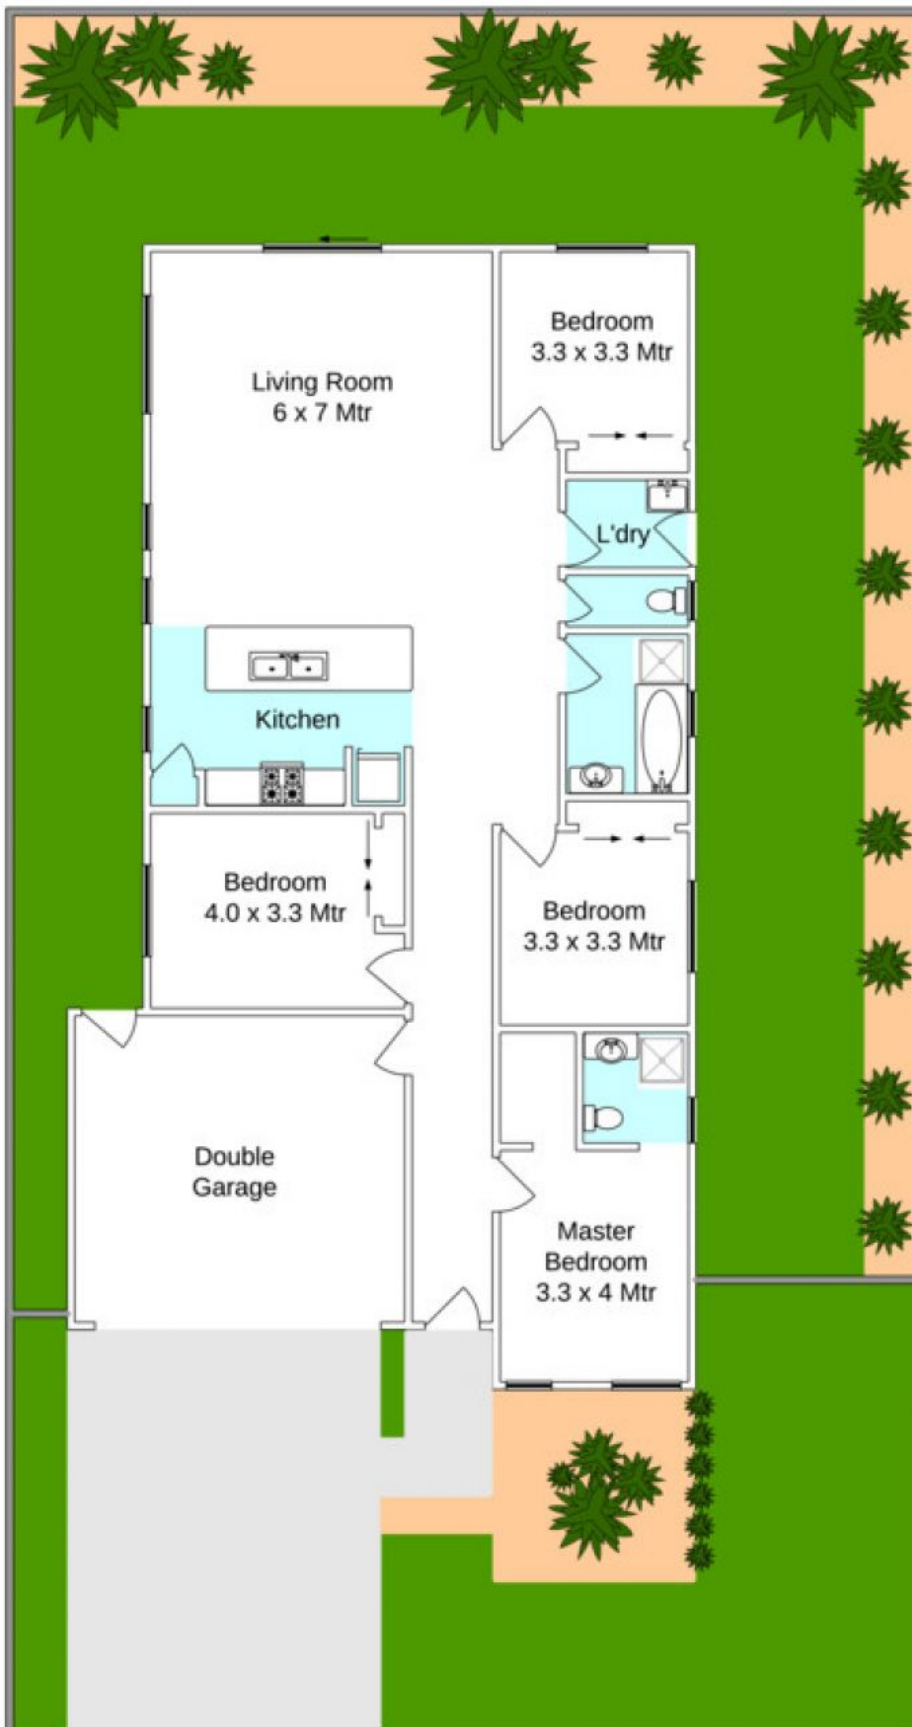 Bedroom
3.3 x 3.3 Mtr
Living Room
6 x 7 Mtr
L'dry
Kitchen
Bedroom
4.0 x 3.3 Mtr
Bedroom
3.3 x 3.3 Mtr
Double
Garage
Master
Bedroom
3.3 x 4 Mtr